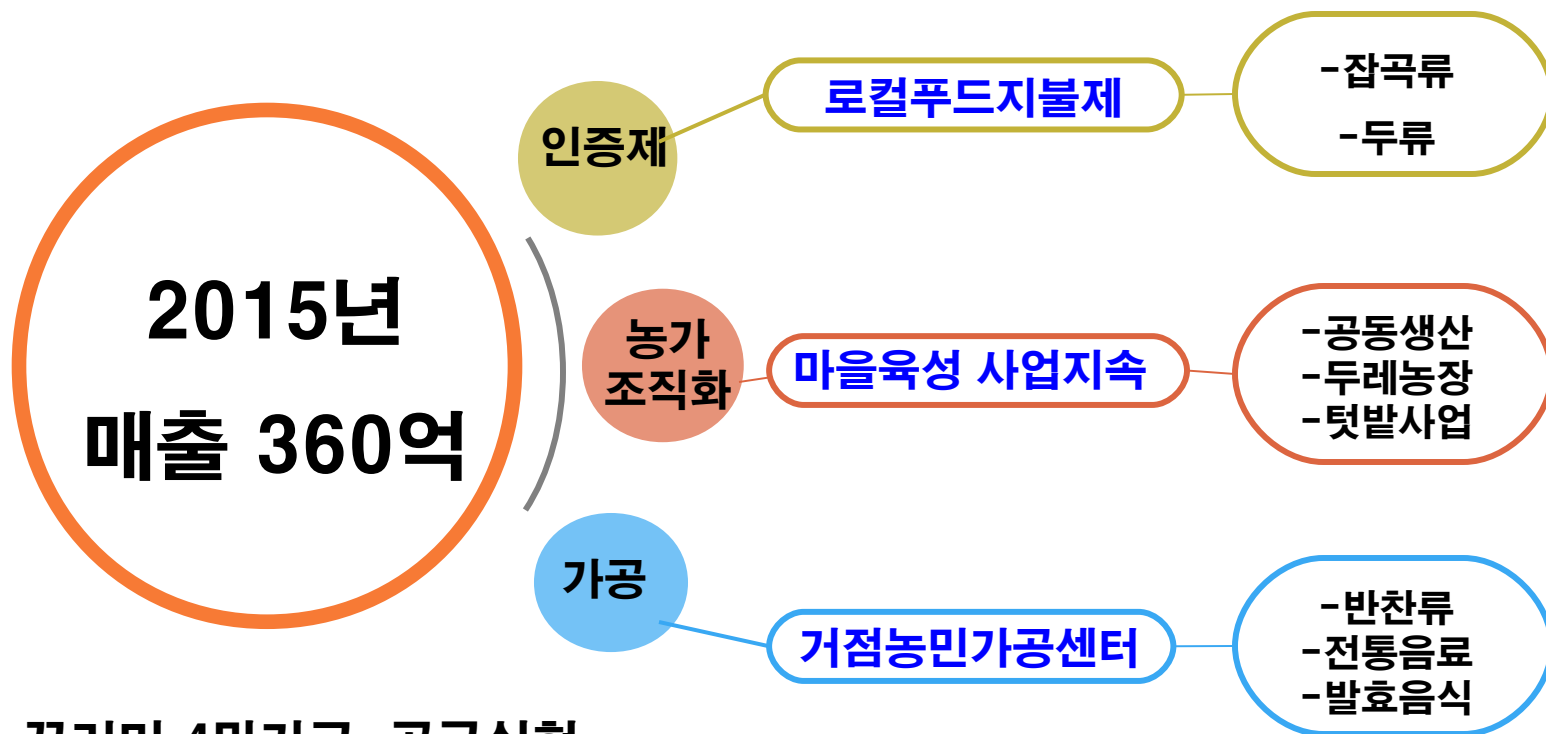 2015년
매출 360억
인증제
로컬푸드지불제
-잡곡류
-두류
농가
조직화
마을육성 사업지속
-공동생산
-두레농장
-텃밭사업
가공
거점농민가공센터
-반찬류
-전통음료
-발효음식